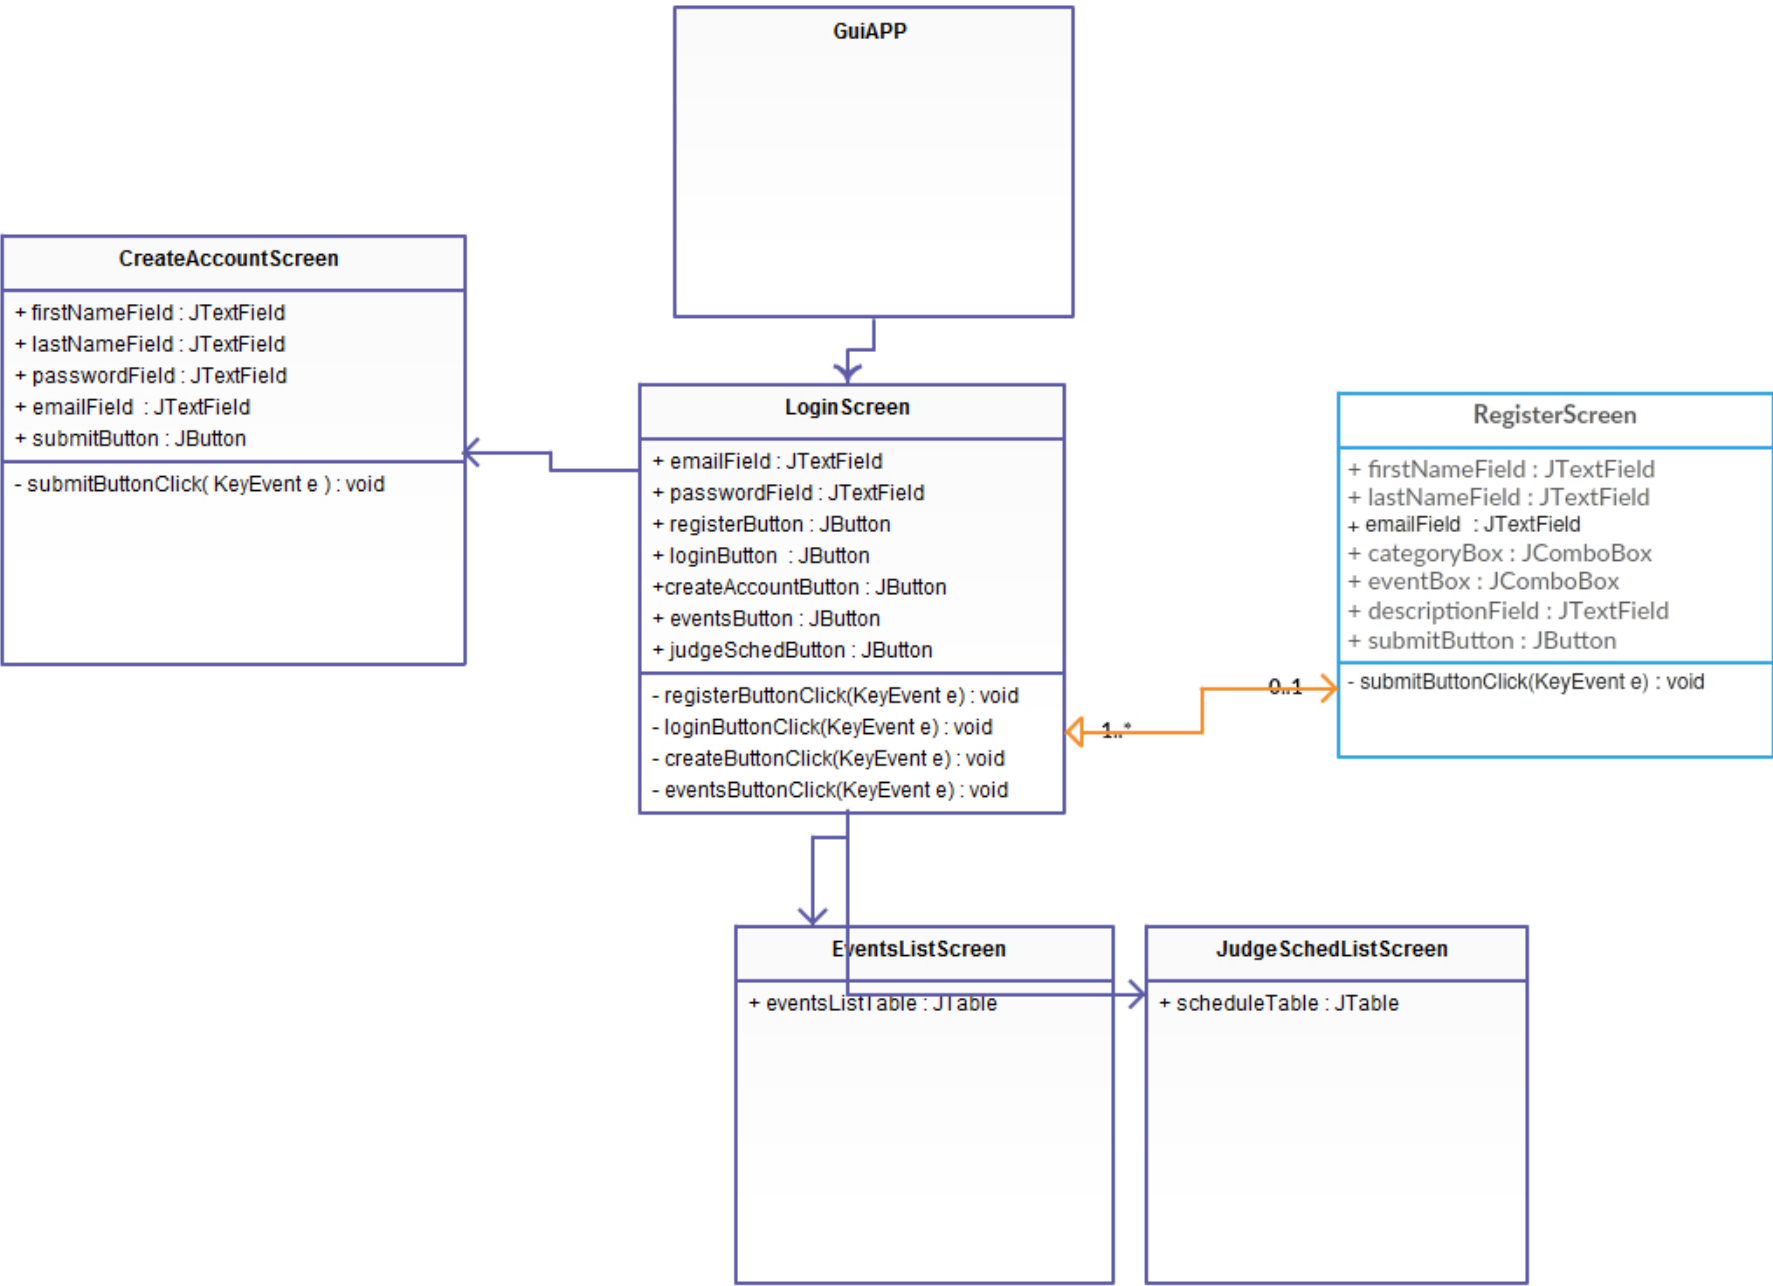 GuiAPP
CreateAccountScreen
+ firstNameField : JTextField
+ lastNameField : JTextField
+ passwordField : JTextField
+ emailField  : JTextField
+ submitButton : JButton
- submitButtonClick( KeyEvent e ) : void
LoginScreen
+ emailField : JTextField
+ passwordField : JTextField
+ registerButton : JButton
+ loginButton  : JButton
+createAccountButton : JButton
+ eventsButton : JButton
+ judgeSchedButton : JButton
- registerButtonClick(KeyEvent e) : void
- loginButtonClick(KeyEvent e) : void
- createButtonClick(KeyEvent e) : void
- eventsButtonClick(KeyEvent e) : void
1..*
0..1
RegisterScreen
+ firstNameField : JTextField
+ lastNameField : JTextField
+ emailField  : JTextField
+ categoryBox : JComboBox
+ eventBox : JComboBox
+ descriptionField : JTextField
+ submitButton : JButton
- submitButtonClick(KeyEvent e) : void
EventsListScreen
+ eventsListTable : JTable
JudgeSchedListScreen
+ scheduleTable : JTable